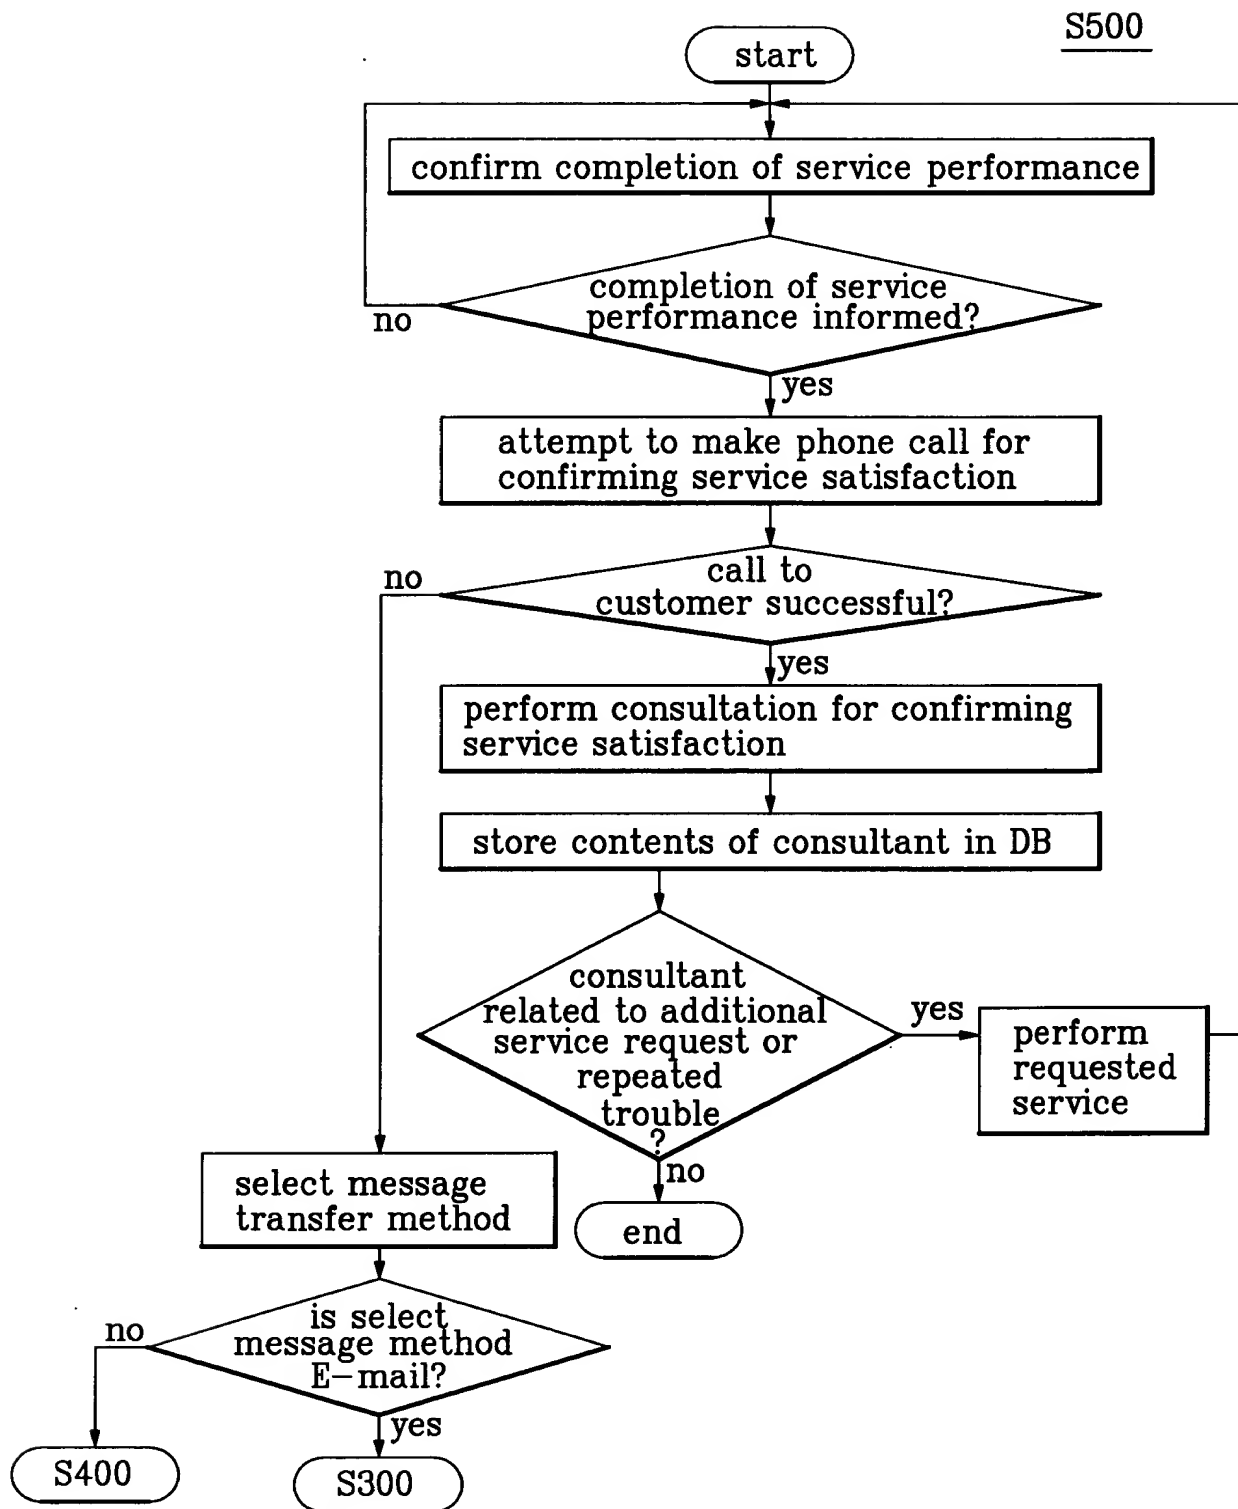 S500
start
confirm completion of service performance
completion of service
performance informed?
no
yes
attempt to make phone call for
confirming service satisfaction
call to
customer successful?
no
yes
perform consultation for confirming
service satisfaction
store contents of consultant in DB
consultant
related to additional
service request or
repeated
trouble
?
yes
perform
requested
service
no
end
select message
transfer method
is select
message method
E-mail?
no
yes
S400
S300